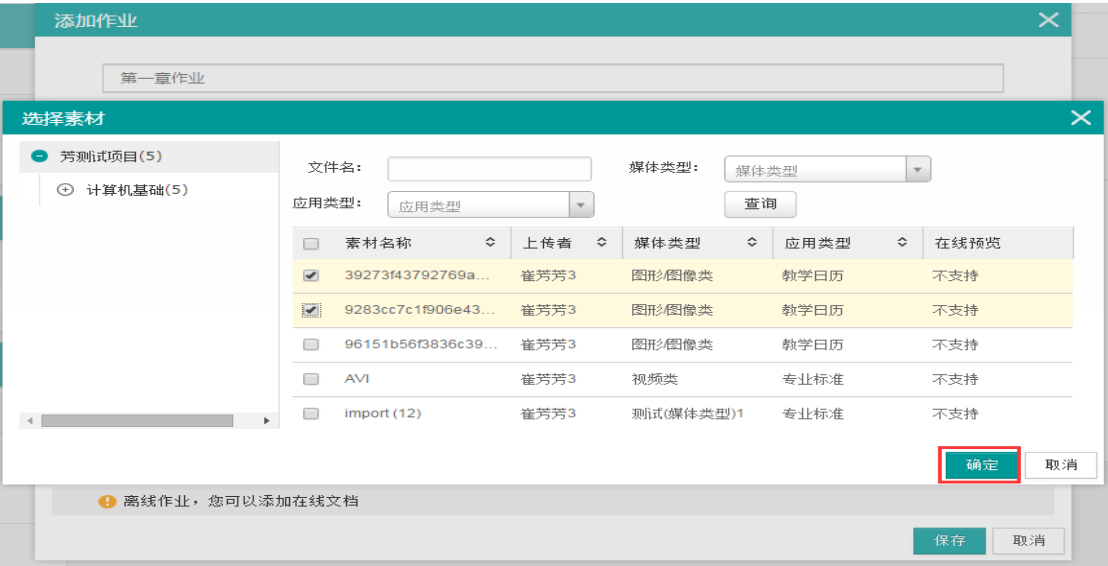 添加作业
第一章作业
选择素材
芳测试项目(5)
计算机基础(5)
文件名：
媒体类型：
媒体类型
应用类型：
应用类型
查询
素材名称 上传者 媒体类型 应用类型 在线预览
39273f43792769a... 崔芳芳3 图形/图像类 教学日历 不支持
9283cc7c1f906e43... 崔芳芳3 图形/图像类 教学日历 不支持
96151b56f3836c39... 崔芳芳3 图形/图像类 教学日历 不支持
AVI 崔芳芳3 视频类 专业标准 不支持
import (12) 崔芳芳3 测试(媒体类型)1 专业标准 不支持
确定 取消
离线作业，您可以添加在线文档
保存 取消